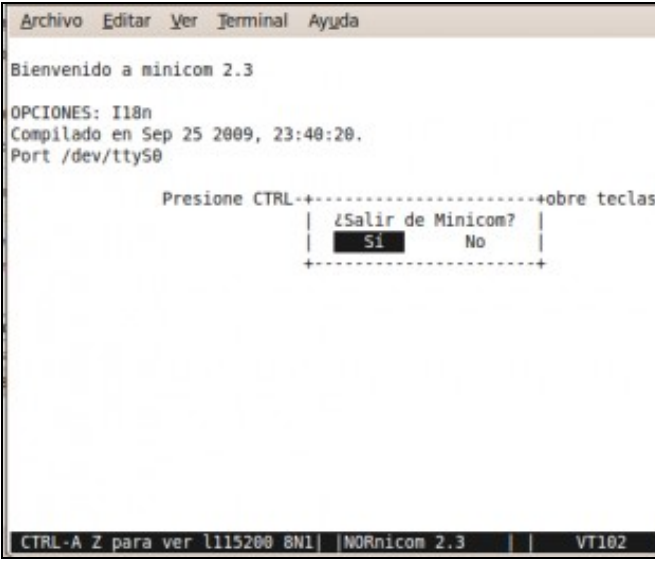 Archivo Editar Ver Terminal Ayuda
Bienvenido a minicom 2.3
OPCIONES: I18n
Compilado en Sep 25 2009, 23:40:20.
Port /dev/ttyS0
Presione CTRL-+-----------------------+obre teclas
| ¿Salir de Minicom? |
| Sí No |
+-----------------------+
CTRL-A Z para ver l115200 8N1| |NORnicom 2.3 | | VT102